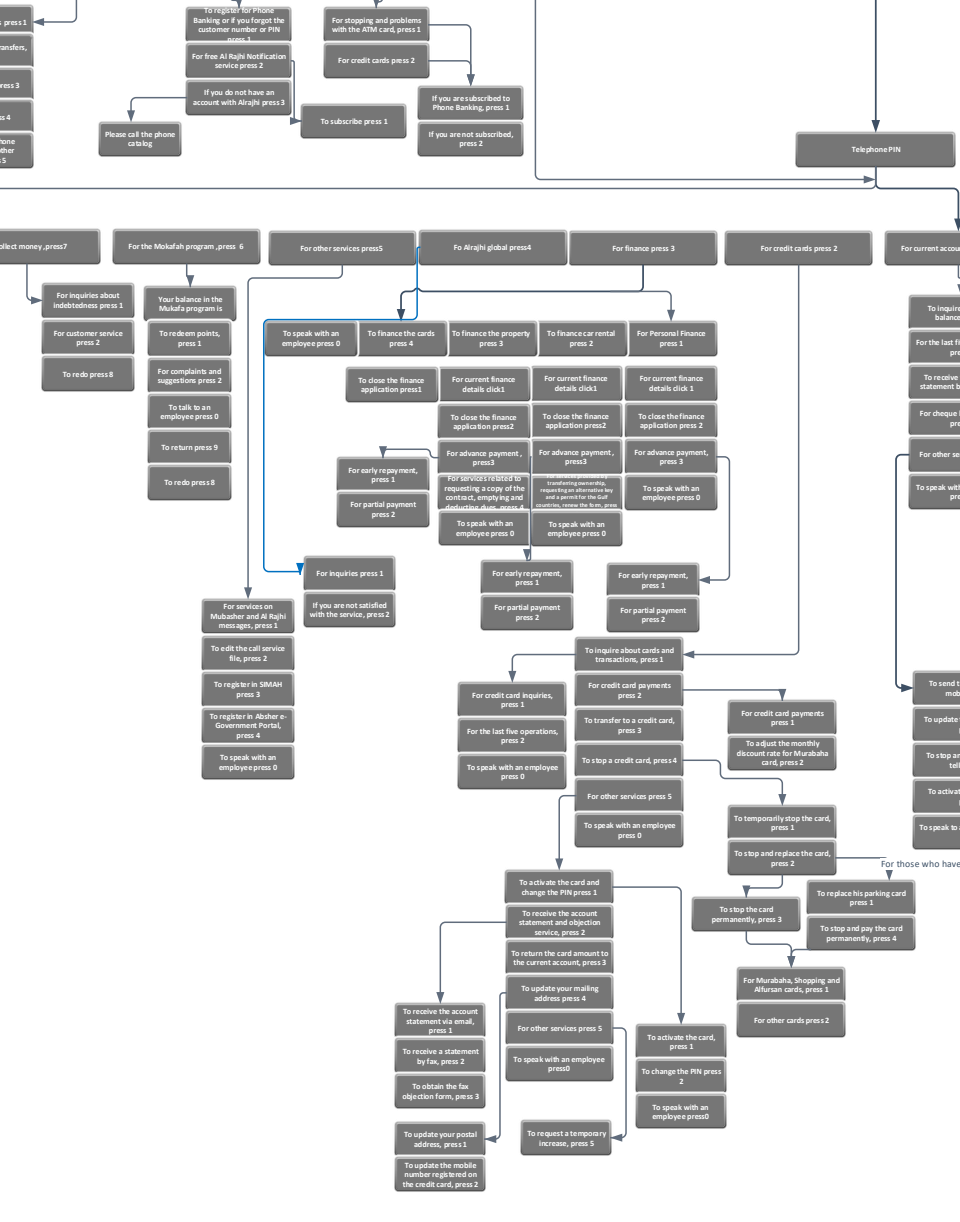 s press 1
ransfers,
ress 3
ss 4
hone
other
s 5
To register for Phone
Banking or if you forgot the
customer number or PIN
press 1
For free Al Rajhi Notification
service press 2
If you do not have an
account with Alrajhi press 3
Please call the phone
catalog
To subscribe press 1
For stopping and problems
with the ATM card, press 1
For credit cards press 2
If you are subscribed to
Phone Banking, press 1
If you are not subscribed,
press 2
Telephone PIN
ollect money ,press7
For the Mokafah program ,press 6
For other services press5
Fo Alrajhi global press4
For finance press 3
For credit cards press 2
For current accou
For inquiries about
indebtedness press 1
For customer service
press 2
To redo press 8
Your balance in the
Mukafa program is
To redeem points,
press 1
For complaints and
suggestions press 2
To talk to an
employee press 0
To return press 9
To redo press 8
To speak with an
employee press 0
To finance the cards
press 4
To finance the property
press 3
To finance car rental
press 2
For Personal Finance
press 1
To close the finance
application press1
For current finance
details click1
For current finance
details click1
For current finance
details click 1
To close the finance
application press2
To close the finance
application press2
To close the finance
application press 2
For advance payment ,
press3
For advance payment,
press3
For advance payment,
press 3
For services related to
requesting a copy of the
contract, emptying and
deducting dues, press 4
transferring ownership,
requesting an alternative key
and a permit for the Gulf
countries, renew the form, press
To speak with an
employee press 0
To speak with an
employee press 0
To speak with an
employee press 0
For early repayment,
press 1
For partial payment
press 2
For early repayment,
press 1
For partial payment
press 2
For early repayment,
press 1
For partial payment
press 2
For inquiries press 1
If you are not satisfied
with the service, press 2
For services on
Mubasher and Al Rajhi
messages, press 1
To edit the call service
file, press 2
To register in SIMAH
press 3
To register in Absher e-
Government Portal,
press 4
To speak with an
employee press 0
To inquire about cards and
transactions, press 1
For credit card payments
press 2
To transfer to a credit card,
press 3
To stop a credit card, press 4
For other services press 5
To speak with an employee
press 0
For credit card inquiries,
press 1
For the last five operations,
press 2
To speak with an employee
press 0
For credit card payments
press 1
To adjust the monthly
discount rate for Murabaha
card, press 2
To temporarily stop the card,
press 1
To stop and replace the card,
press 2
For those who have
To replace his parking card
press 1
To stop and pay the card
permanently, press 4
To stop the card
permanently, press 3
For Murabaha, Shopping and
Alfursan cards, press 1
For other cards press 2
To activate the card and
change the PIN press 1
To receive the account
statement and objection
service, press 2
To return the card amount to
the current account, press 3
To update your mailing
address press 4
For other services press 5
To speak with an employee
press0
To receive the account
statement via email,
press 1
To receive a statement
by fax, press 2
To obtain the fax
objection form, press 3
To update your postal
address, press 1
To update the mobile
number registered on
the credit card, press 2
To request a temporary
increase, press 5
To activate the card,
press 1
To change the PIN press
2
To speak with an
employee press0
To inquire
balanc
For the last fi
pre
To receive
statement b
For cheque
pre
For other se
To speak with
pre
To send t
mob
To update
To stop an
tell
To activat
To speak to